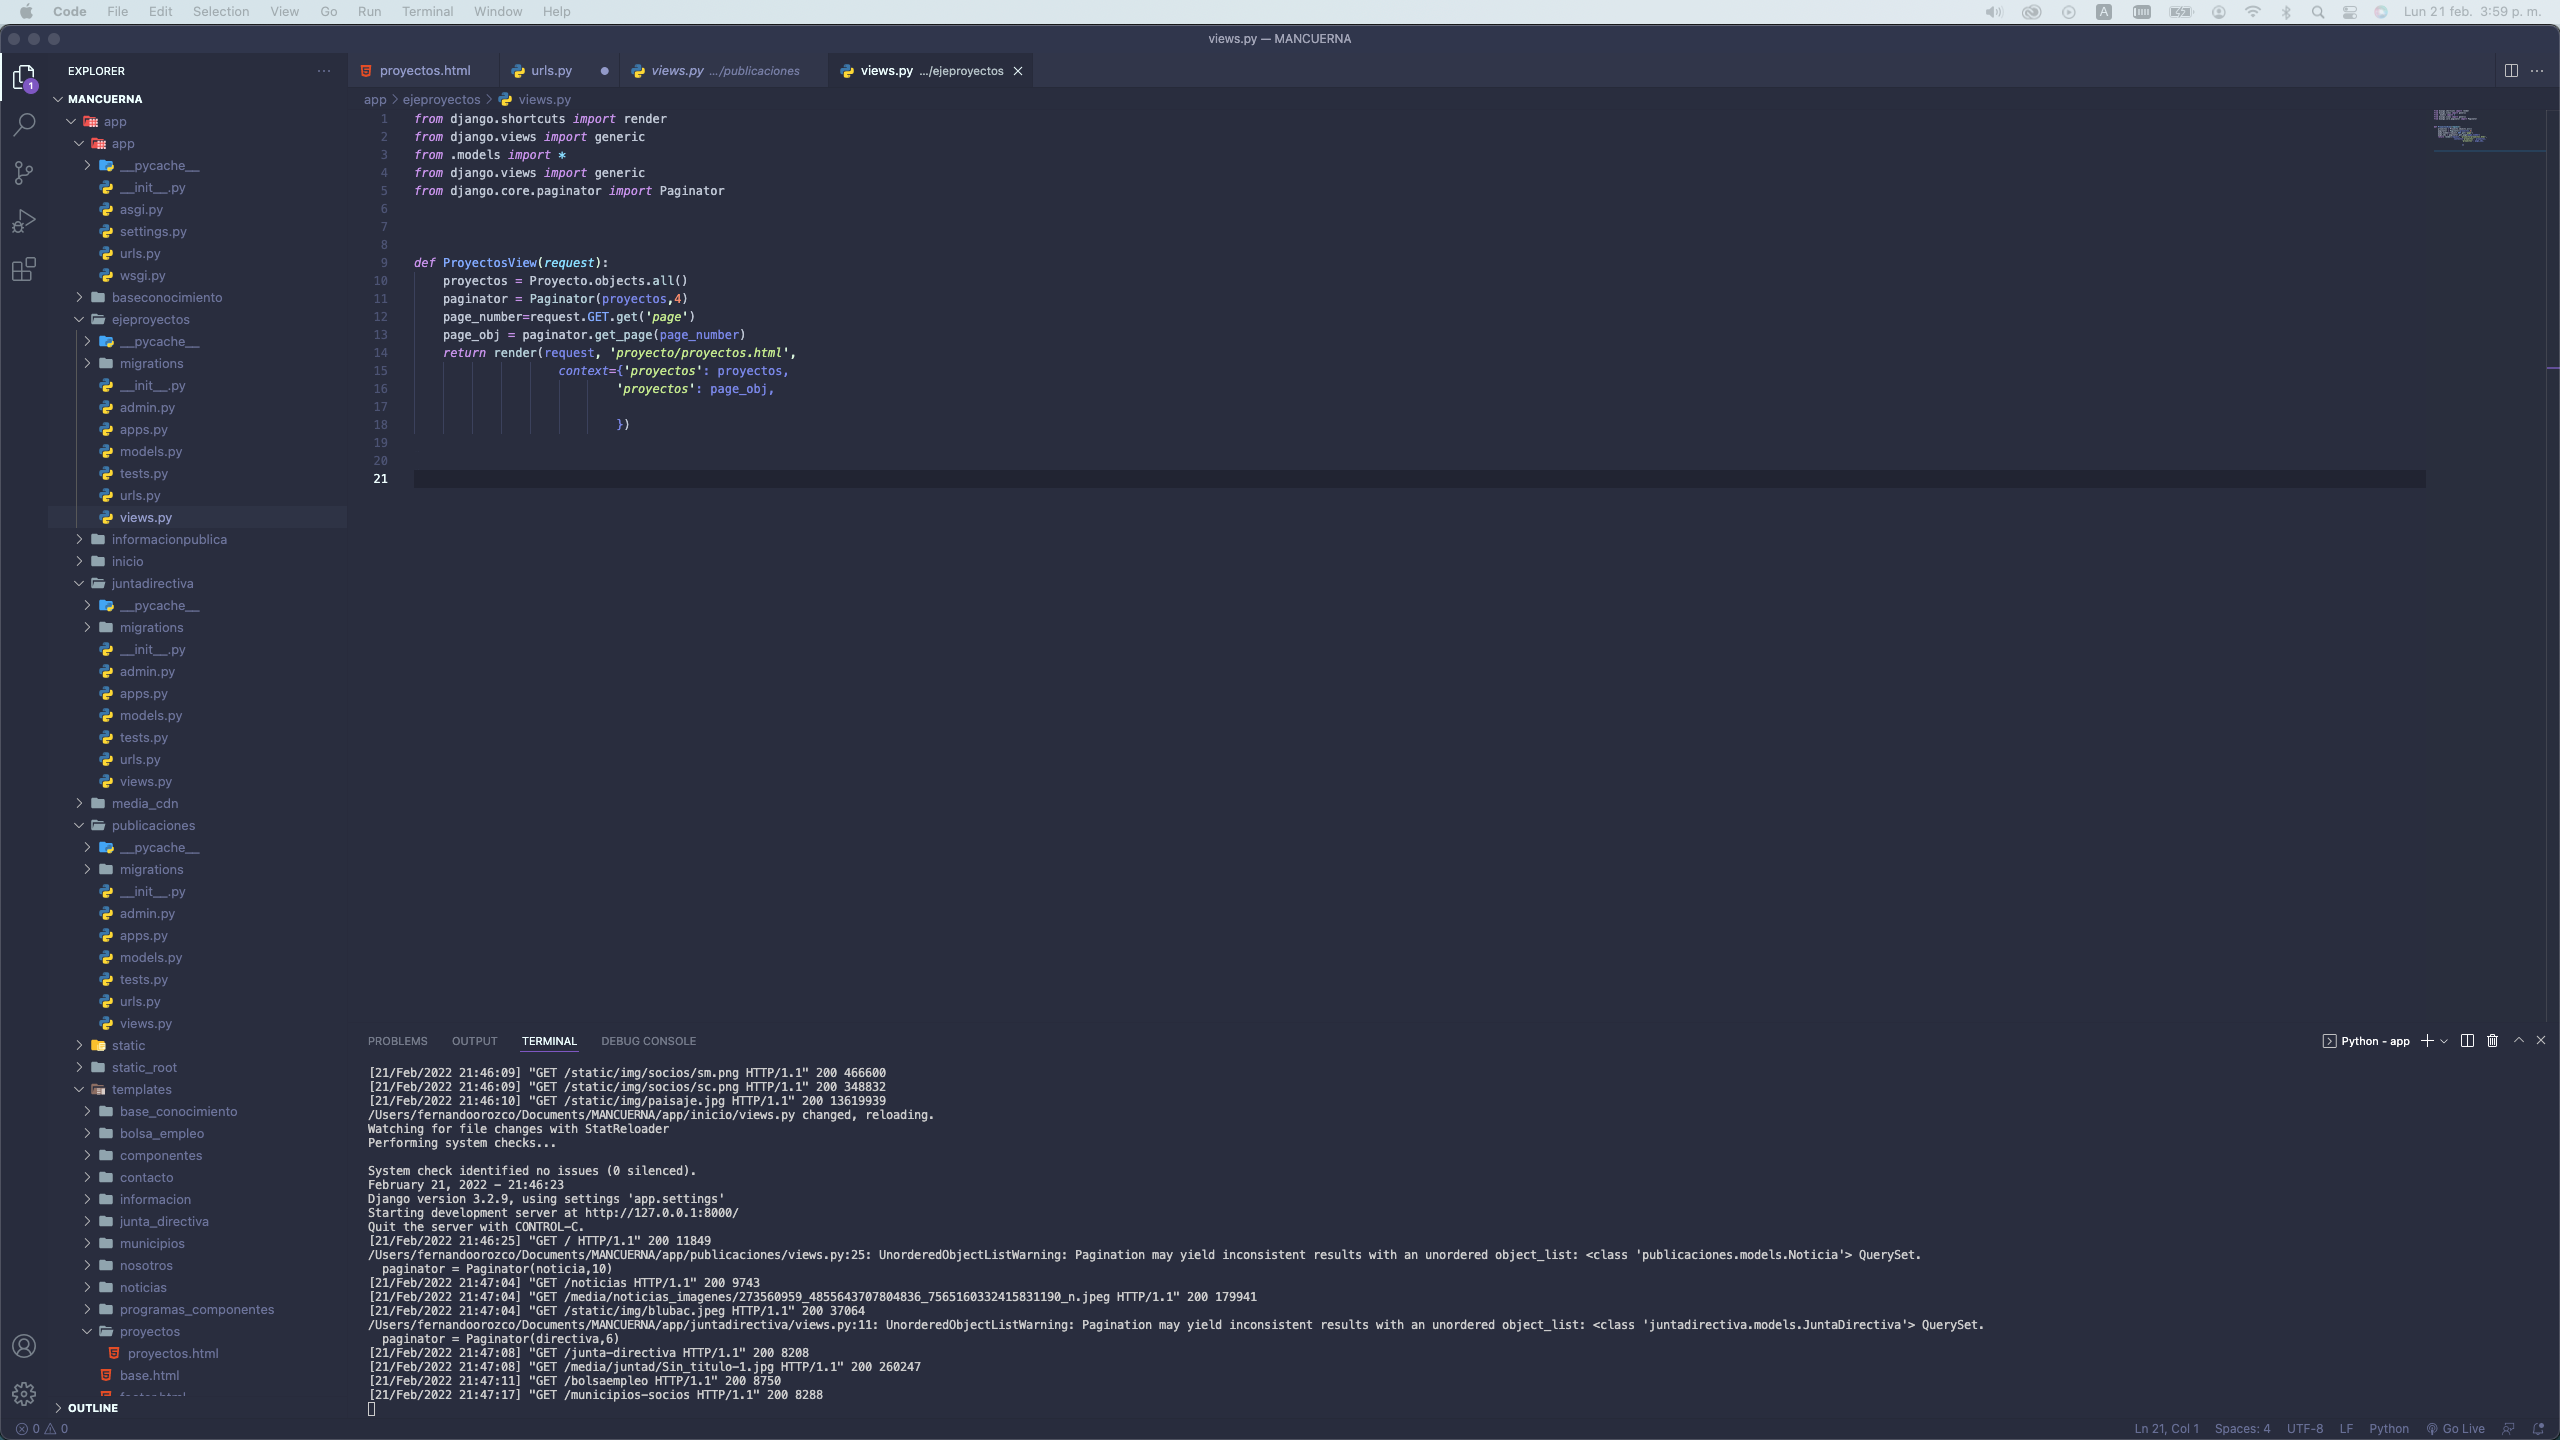 Code File Edit Selection View Go Run Terminal Window Help
A
Lun 21 feb. 3:59 p. m.
views.py — MANCUERNA
EXPLORER
1
proyectos.html
urls.py
views.py .../publicaciones
views.py .../ejeproyectos
MANCUERNA
app
app
__pycache__
__init__.py
asgi.py
settings.py
urls.py
wsgi.py
baseconocimiento
ejeproyectos
__pycache__
migrations
__init__.py
admin.py
apps.py
models.py
tests.py
urls.py
views.py
informacionpublica
inicio
juntadirectiva
__pycache__
migrations
__init__.py
admin.py
apps.py
models.py
tests.py
urls.py
views.py
media_cdn
publicaciones
__pycache__
migrations
__init__.py
admin.py
apps.py
models.py
tests.py
urls.py
views.py
static
static_root
templates
base_conocimiento
bolsa_empleo
componentes
contacto
informacion
junta_directiva
municipios
nosotros
noticias
programas_componentes
proyectos
proyectos.html
base.html
OUTLINE
app > ejeproyectos > views.py
1 from django.shortcuts import render
2 from django.views import generic
3 from .models import *
4 from django.views import generic
5 from django.core.paginator import Paginator
6
7
8
9 def ProyectosView(request):
10 proyectos = Proyecto.objects.all()
11 paginator = Paginator(proyectos,4)
12 page_number=request.GET.get('page')
13 page_obj = paginator.get_page(page_number)
14 return render(request, 'proyecto/proyectos.html',
15 context={'proyectos': proyectos,
16 'proyectos': page_obj,
17
18 })
19
20
21
PROBLEMS OUTPUT TERMINAL DEBUG CONSOLE
Python - app
[21/Feb/2022 21:46:09] "GET /static/img/socios/sm.png HTTP/1.1" 200 466600
[21/Feb/2022 21:46:09] "GET /static/img/socios/sc.png HTTP/1.1" 200 348832
[21/Feb/2022 21:46:10] "GET /static/img/paisaje.jpg HTTP/1.1" 200 13619939
/Users/fernandoorozco/Documents/MANCUERNA/app/inicio/views.py changed, reloading.
Watching for file changes with StatReloader
Performing system checks...
System check identified no issues (0 silenced).
February 21, 2022 - 21:46:23
Django version 3.2.9, using settings 'app.settings'
Starting development server at http://127.0.0.1:8000/
Quit the server with CONTROL-C.
[21/Feb/2022 21:46:25] "GET / HTTP/1.1" 200 11849
/Users/fernandoorozco/Documents/MANCUERNA/app/publicaciones/views.py:25: UnorderedObjectListWarning: Pagination may yield inconsistent results with an unordered object_list: <class 'publicaciones.models.Noticia'> QuerySet.
paginator = Paginator(noticia,10)
[21/Feb/2022 21:47:04] "GET /noticias HTTP/1.1" 200 9743
[21/Feb/2022 21:47:04] "GET /media/noticias_imagenes/273560959_4855643707804836_7565160332415831190_n.jpeg HTTP/1.1" 200 179941
[21/Feb/2022 21:47:04] "GET /static/img/blubac.jpeg HTTP/1.1" 200 37064
/Users/fernandoorozco/Documents/MANCUERNA/app/juntadirectiva/views.py:11: UnorderedObjectListWarning: Pagination may yield inconsistent results with an unordered object_list: <class 'juntadirectiva.models.JuntaDirectiva'> QuerySet.
paginator = Paginator(directiva,6)
[21/Feb/2022 21:47:08] "GET /junta-directiva HTTP/1.1" 200 8208
[21/Feb/2022 21:47:08] "GET /media/juntad/Sin_titulo-1.jpg HTTP/1.1" 200 260247
[21/Feb/2022 21:47:11] "GET /bolsaempleo HTTP/1.1" 200 8750
[21/Feb/2022 21:47:17] "GET /municipios-socios HTTP/1.1" 200 8288
0 0
Ln 21, Col 1 Spaces: 4 UTF-8 LF Python Go Live